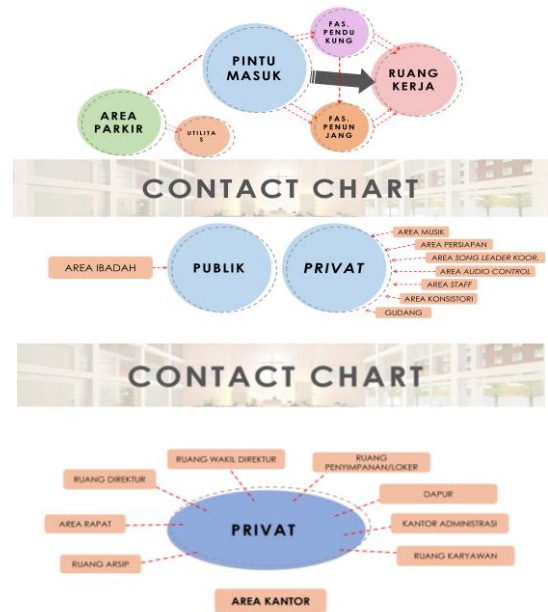 FAS.
PENDU
KUNG
PINTU
MASUK
RUANG
KERJA
AREA
PARKIR
UTILITA
S
FAS.
PENUN
JANG
CONTACT CHART
AREA IBADAH
PUBLIK
PRIVAT
AREA MUSIK
AREA PERSIAPAN
AREA SONG LEADER KOOR.
AREA AUDIO CONTROL
AREA STAFF
AREA KONSISTORI
GUDANG
CONTACT CHART
RUANG WAKIL DIREKTUR
RUANG
PENYIMPANAN/LOKER
RUANG DIREKTUR
DAPUR
AREA RAPAT
PRIVAT
KANTOR ADMINISTRASI
RUANG ARSIP
RUANG KARYAWAN
AREA KANTOR